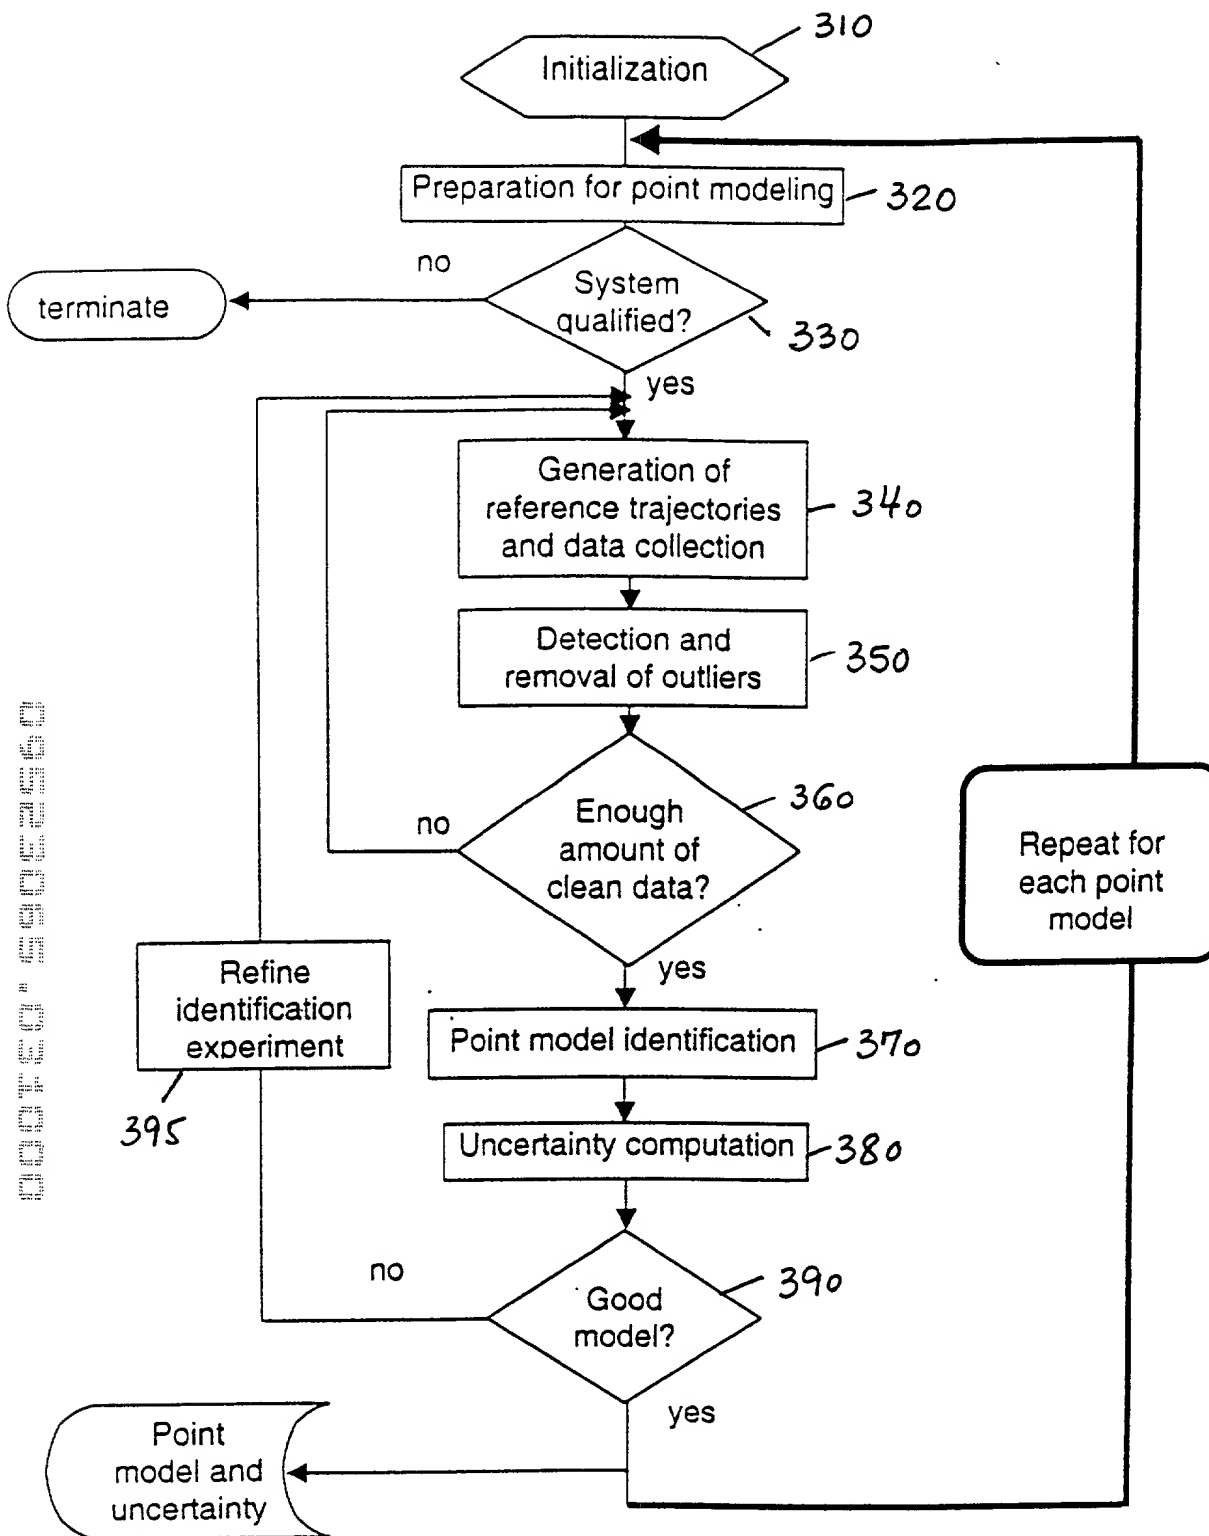 310
Initialization
Preparation for point modeling
320
no
System
qualified?
330
terminate
yes
Generation of
reference trajectories
and data collection
340
Detection and
removal of outliers
350
360
no
Enough
amount of
clean data?
Repeat for
each point
model
yes
Refine
identification
experiment
395
Point model identification
370
Uncertainty computation
380
no
390
Good
model?
yes
Point
model and
uncertainty